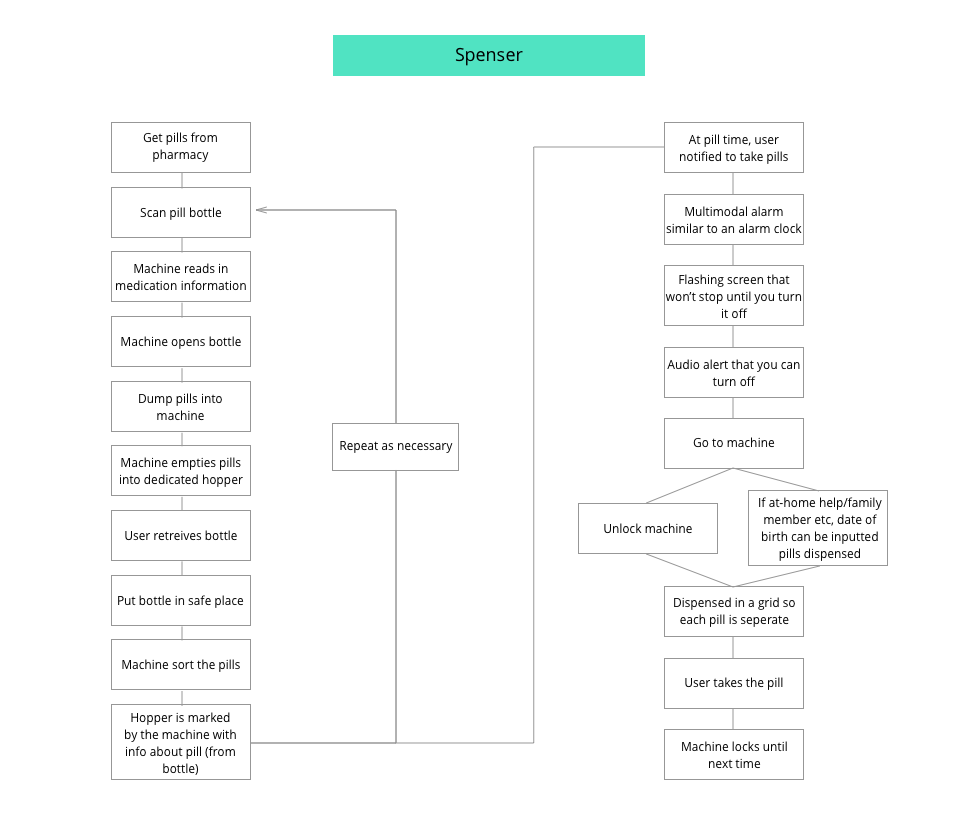 Spenser
Get pills from
pharmacy
Scan pill bottle
Machine reads in
medication information
Machine opens bottle
Dump pills into
machine
Machine empties pills
into dedicated hopper
User retreives bottle
Put bottle in safe place
Machine sort the pills
Hopper is marked
by the machine with
info about pill (from
bottle)
Repeat as necessary
At pill time, user
notified to take pills
Multimodal alarm
similar to an alarm clock
Flashing screen that
won’t stop until you turn
it off
Audio alert that you can
turn off
Go to machine
Unlock machine
If at-home help/family
member etc, date of
birth can be inputted
pills dispensed
Dispensed in a grid so
each pill is seperate
User takes the pill
Machine locks until
next time